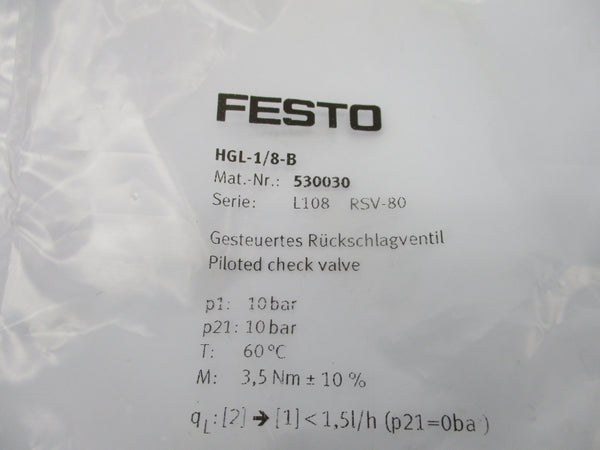 FESTO
HGL-1/8-B
Mat.-Nr.: 530030
Serie: L108 RSV-80
Gesteuertes Rückschlagventil
Piloted check valve
p1: 10 bar
p21: 10 bar
T: 60 °C
M: 3,5 Nm ± 10 %
qL: [2] ➔ [1] < 1,5l/h (p21=0ba )